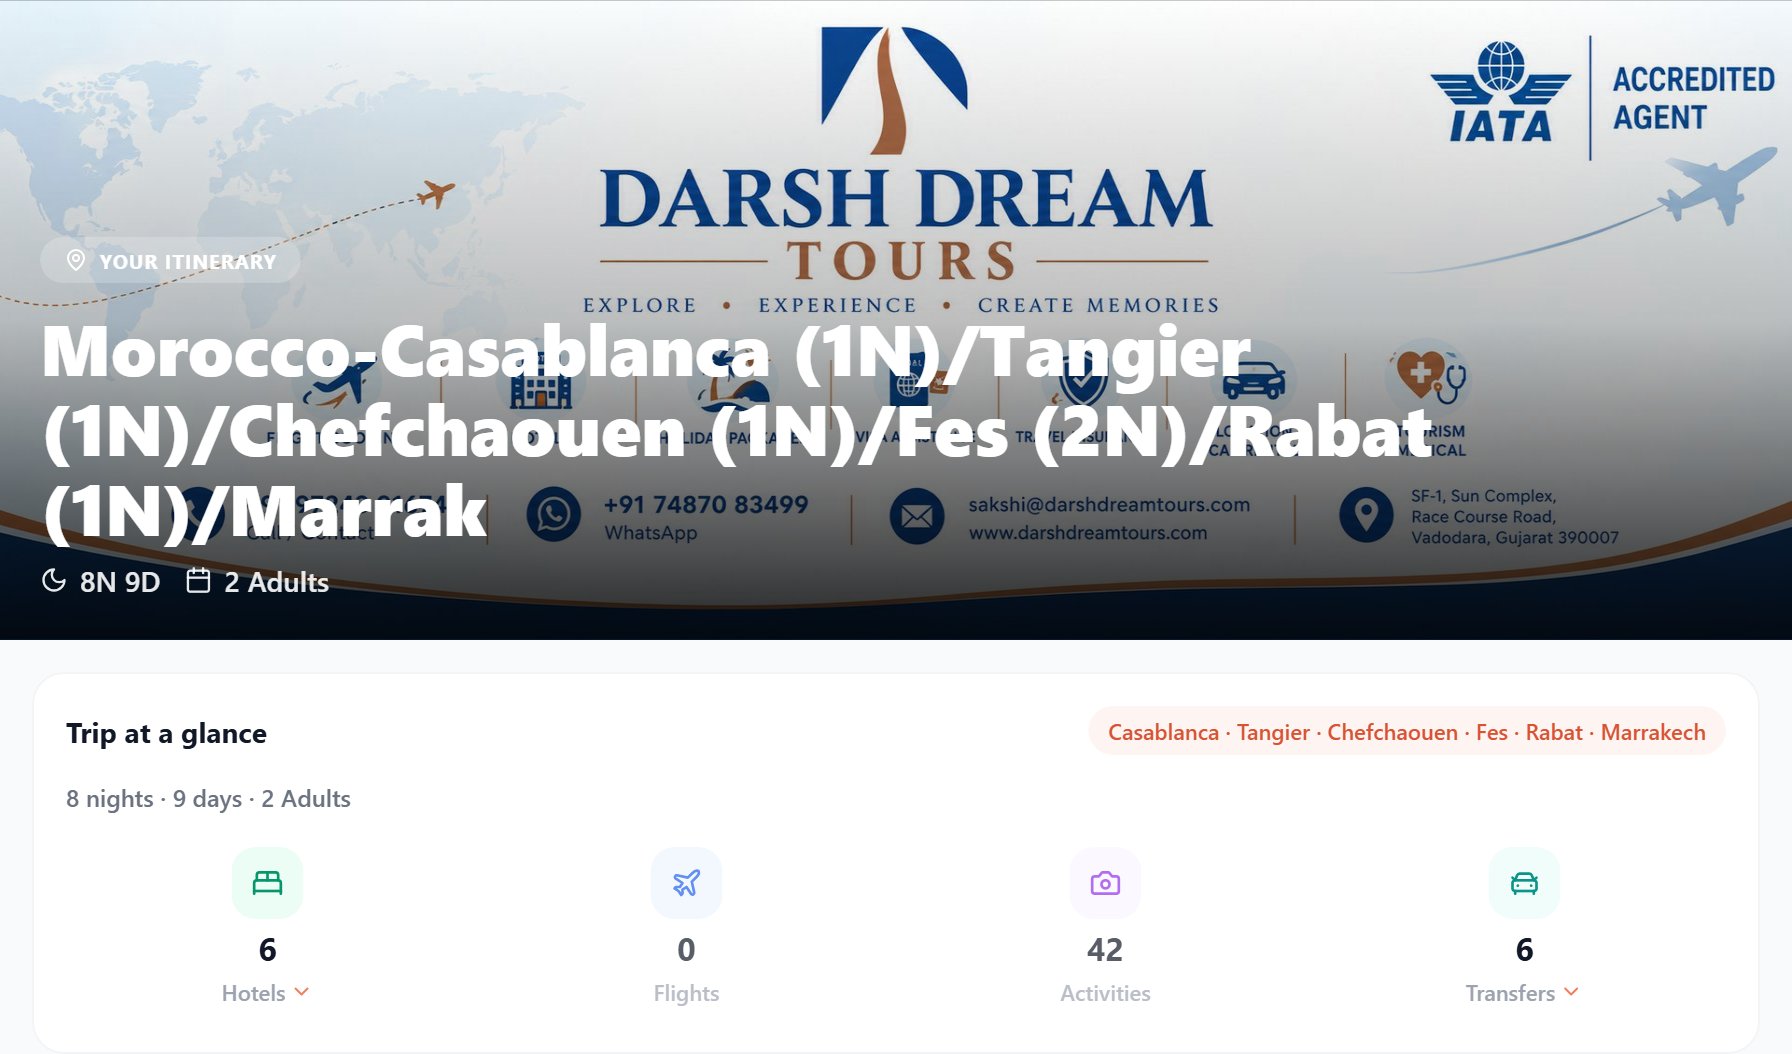 IATA
ACCREDITED
AGENT
DARSH DREAM
TOURS
EXPLORE • EXPERIENCE • CREATE MEMORIES
YOUR ITINERARY
Morocco-Casablanca (1N)/Tangier
(1N)/Chefchaouen (1N)/Fes (2N)/Rabat
(1N)/Marrak
+91 74870 83499
WhatsApp
Call / Contact
sakshi@darshdreamtours.com
www.darshdreamtours.com
SF-1, Sun Complex,
Race Course Road,
Vadodara, Gujarat 390007
8N 9D 2 Adults
Trip at a glance
Casablanca · Tangier · Chefchaouen · Fes · Rabat · Marrakech
8 nights · 9 days · 2 Adults
6
Hotels
0
Flights
42
Activities
6
Transfers